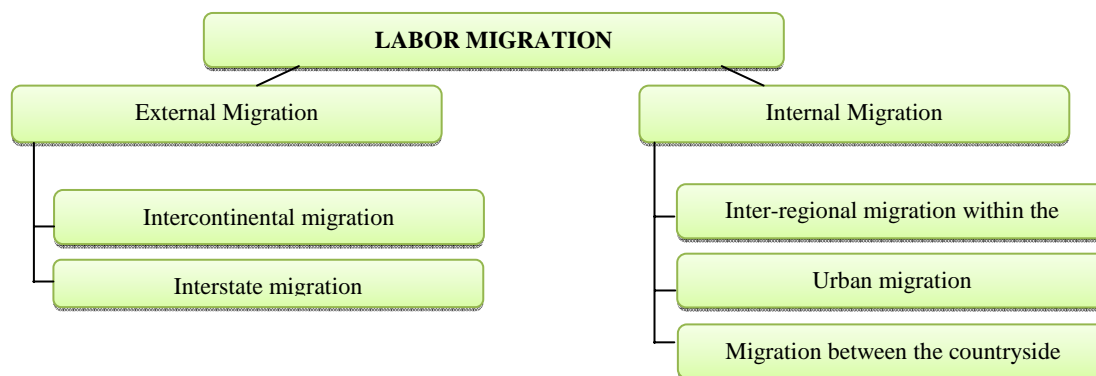 LABOR MIGRATION
External Migration
Intercontinental migration
Interstate migration
Internal Migration
Inter-regional migration within the
Urban migration
Migration between the countryside